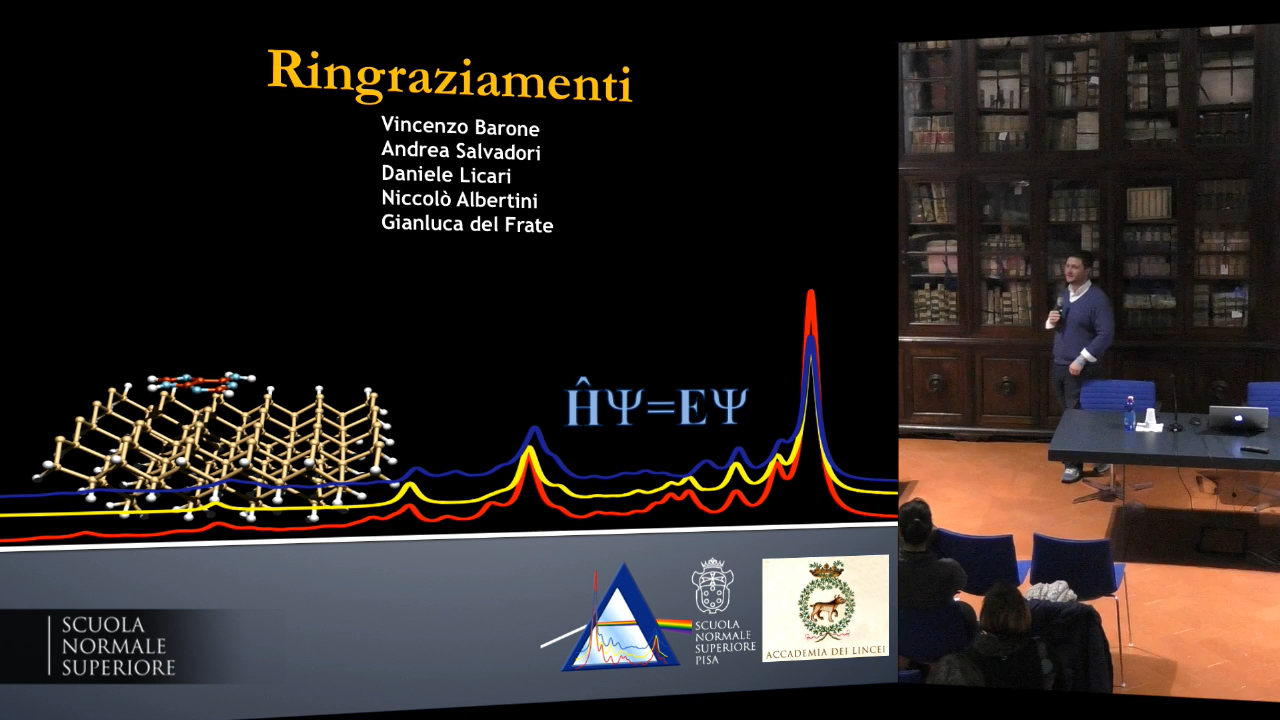 Ringraziamenti
Vincenzo Barone
Andrea Salvadori
Daniele Licari
Niccolò Albertini
Gianluca del Frate
ĤΨ=EΨ
SCUOLA
NORMALE
SUPERIORE
SCUOLA
NORMALE
SUPERIORE
PISA
ACCADEMIA DEI LINCEI